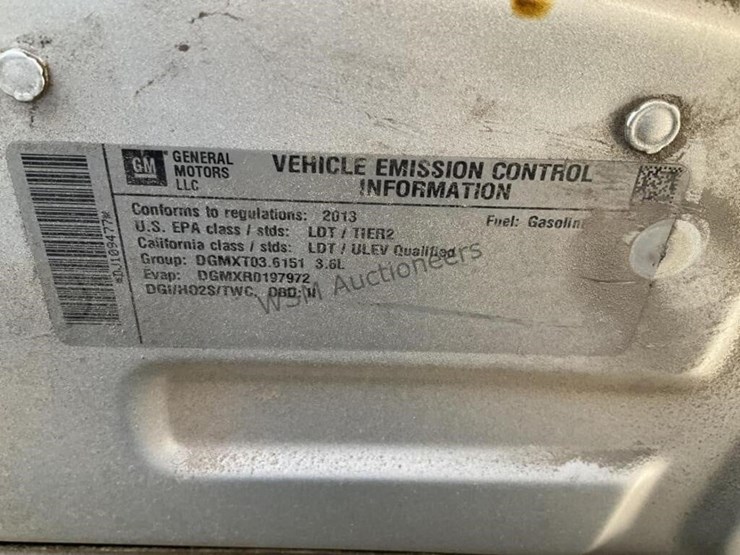 GM GENERAL MOTORS LLC
VEHICLE EMISSION CONTROL
INFORMATION
Conforms to regulations: 2013
Fuel: Gasoline
U.S. EPA class / stds: LDT / TIER2
California class / stds: LDT / ULEV Qualified
Group: DGMXT03.6151 3.6L
Evap: DGMXR0197972
DGI/HO2S/TWC, OBD: II
*DJ109477*
WSM Auctioneers